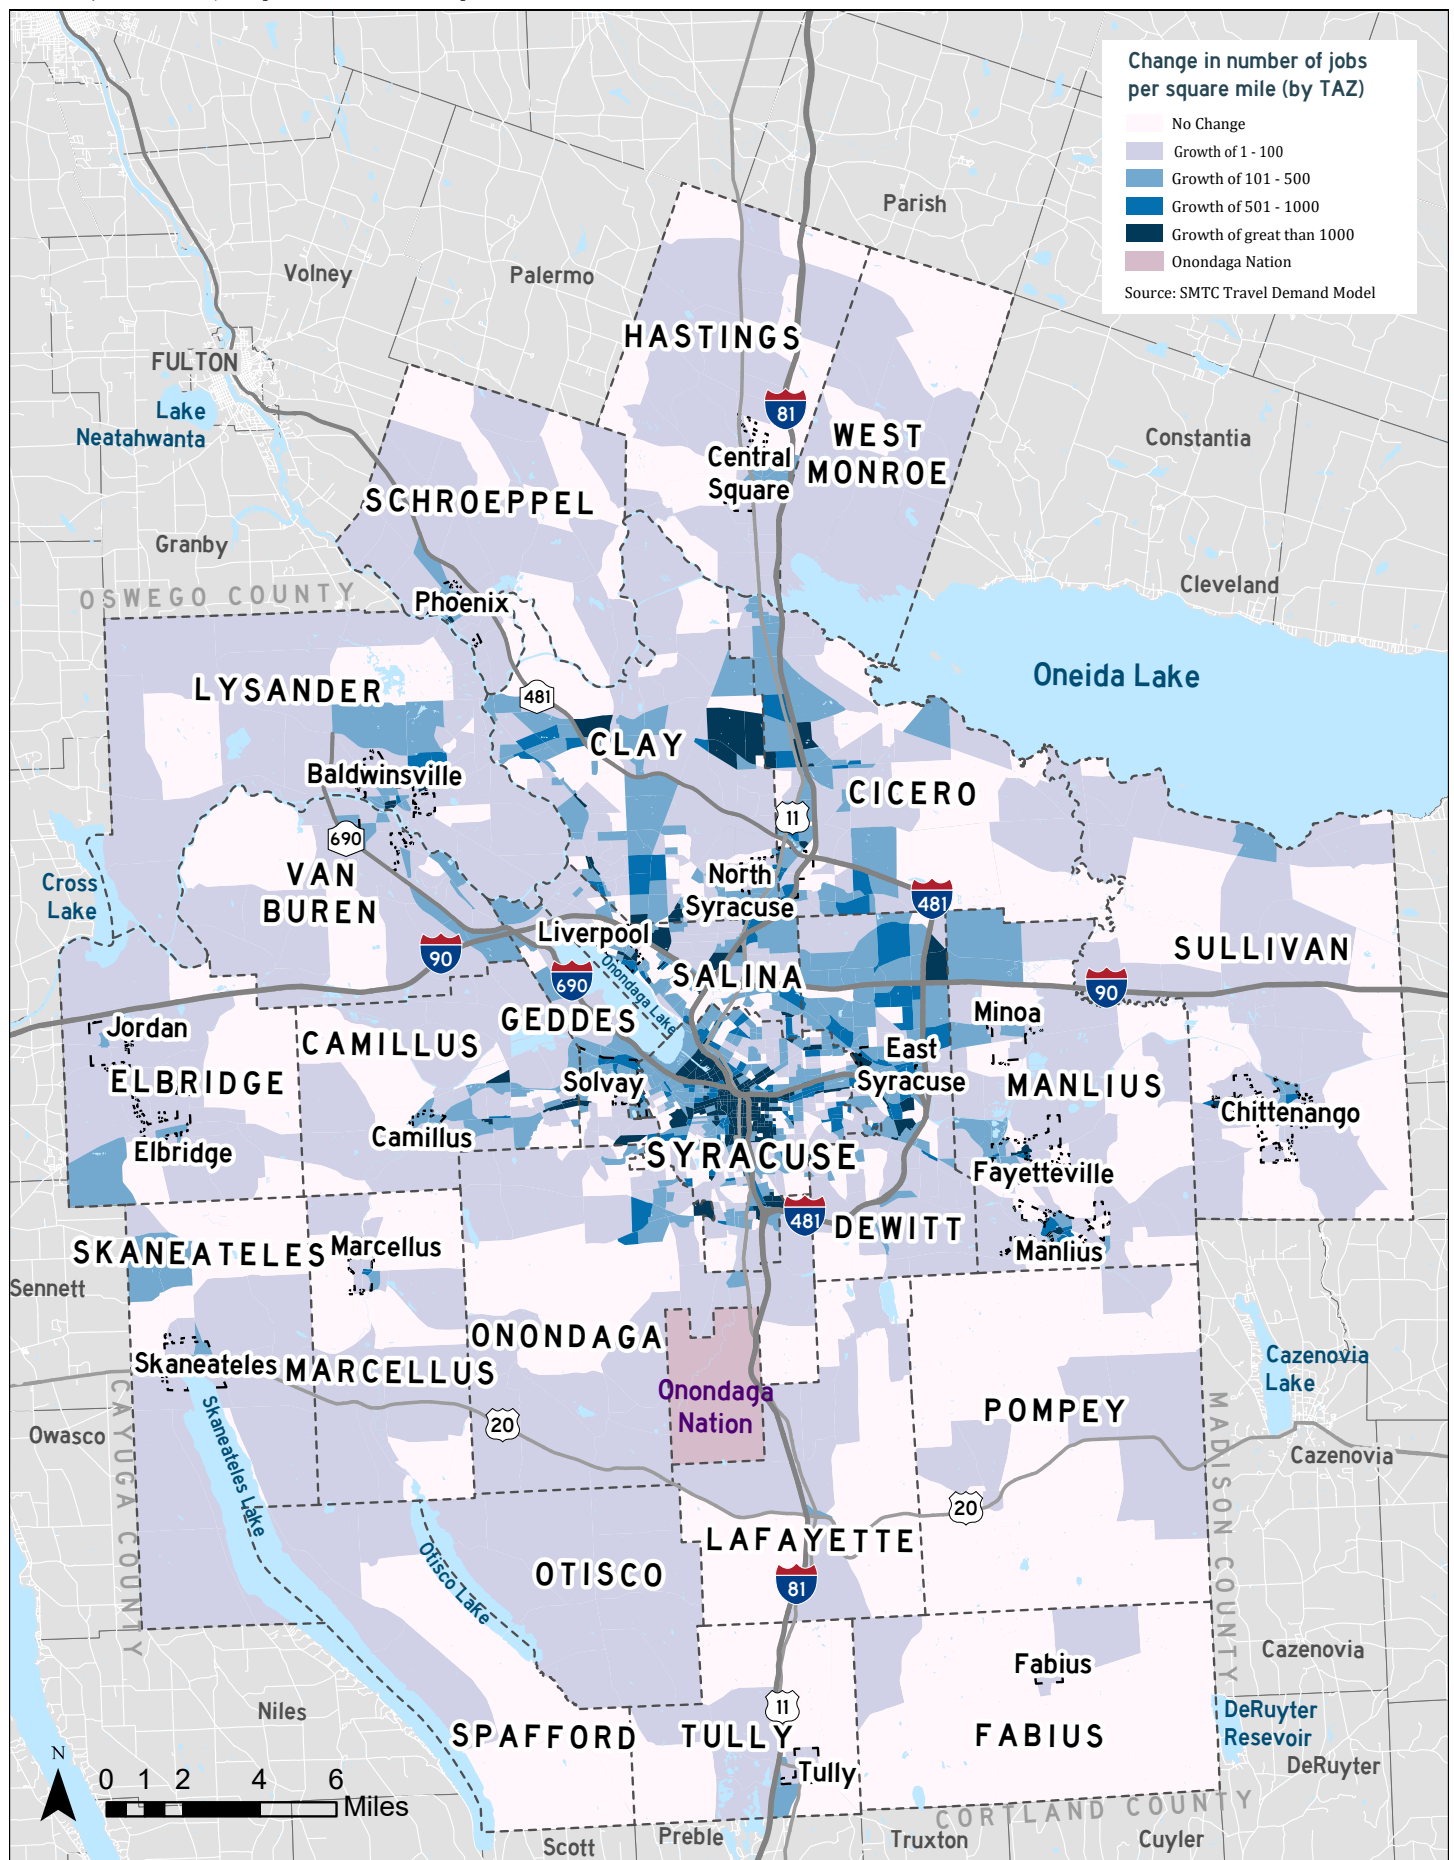 Change in number of jobs
per square mile (by TAZ)
No Change
Growth of 1 - 100
Growth of 101 - 500
Growth of 501 - 1000
Growth of great than 1000
Onondaga Nation
Source: SMTC Travel Demand Model
Parish
Volney
Palermo
HASTINGS
FULTON
Lake
Neatahwanta
81
WEST
MONROE
Constantia
Central
Square
SCHROEPPEL
Granby
OSWEGO COUNTY
Phoenix
Cleveland
Oneida Lake
LYSANDER
481
CLAY
Baldwinsville
CICERO
11
690
VAN
BUREN
North
Syracuse
Cross
Lake
481
Liverpool
90
SULLIVAN
690
Onondaga Lake
SALINA
90
GEDDES
Minoa
Jordan
CAMILLUS
East
Syracuse
ELBRIDGE
Solvay
MANLIUS
Chittenango
Camillus
Elbridge
SYRACUSE
Fayetteville
481
DEWITT
SKANEATELES
Marcellus
Manlius
Sennett
ONONDAGA
Skaneateles
MARCELLUS
Cazenovia
Lake
Onondaga
Nation
POMPEY
Owasco
CAYUGA COUNTY
Skaneateles Lake
20
MADISON COUNTY
Cazenovia
20
LAFAYETTE
Otisco Lake
OTISCO
81
Cazenovia
Fabius
Niles
11
DeRuyter
Resevoir
SPAFFORD
TULLY
FABIUS
DeRuyter
Tully
N
0 1 2 4 6
Miles
CORTLAND COUNTY
Scott
Preble
Truxton
Cuyler